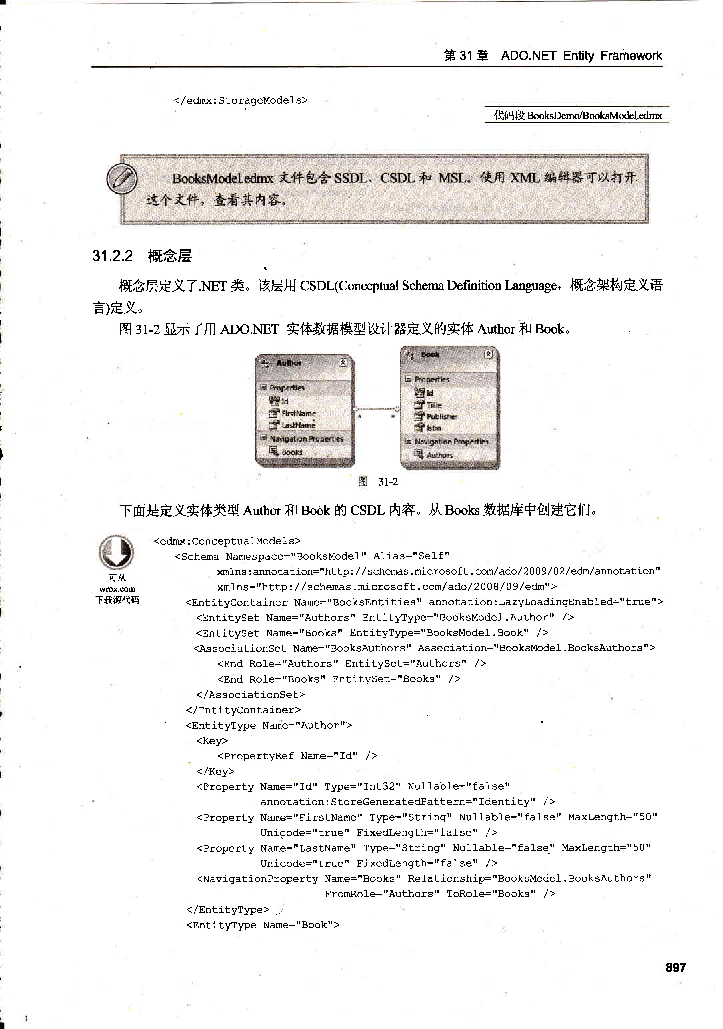 第 31 章 ADO.NET Entity Framework
</edmx:StorageModels>
代码段 BooksDemo/BooksModel.edmx
BooksModel.edmx 文件包含 SSDL、CSDL 和 MSL。使用 XML 编辑器可以打开
这个文件，查看其内容。
31.2.2 概念层
概念层定义了.NET 类。该层用 CSDL(Conceptual Schema Definition Language，概念架构定义语
言)定义。
图 31-2 显示了用 ADO.NET 实体数据模型设计器定义的实体 Author 和 Book。
Author
Properties
Id
FirstName
LastName
Navigation Properties
Books
Book
Properties
Id
Title
Publisher
Isbn
Navigation Properties
Authors
图 31-2
下面是定义实体类型 Author 和 Book 的 CSDL 内容。从 Books 数据库中创建它们。
可从
wrox.com
下载源代码
<edmx:ConceptualModels>
<Schema Namespace="BooksModel" Alias="Self"
xmlns:annotation="http://schemas.microsoft.com/ado/2009/02/edm/annotation"
xmlns="http://schemas.microsoft.com/ado/2008/09/edm">
<EntityContainer Name="BooksEntities" annotation:LazyLoadingEnabled="true">
<EntitySet Name="Authors" EntityType="BooksModel.Author" />
<EntitySet Name="Books" EntityType="BooksModel.Book" />
<AssociationSet Name="BooksAuthors" Association="BooksModel.BooksAuthors">
<End Role="Authors" EntitySet="Authors" />
<End Role="Books" EntitySet="Books" />
</AssociationSet>
</EntityContainer>
<EntityType Name="Author">
<Key>
<PropertyRef Name="Id" />
</Key>
<Property Name="Id" Type="Int32" Nullable="false"
annotation:StoreGeneratedPattern="Identity" />
<Property Name="FirstName" Type="String" Nullable="false" MaxLength="50"
Unicode="true" FixedLength="false" />
<Property Name="LastName" Type="String" Nullable="false" MaxLength="50"
Unicode="true" FixedLength="false" />
<NavigationProperty Name="Books" Relationship="BooksModel.BooksAuthors"
FromRole="Authors" ToRole="Books" />
</EntityType>
<EntityType Name="Book">
897